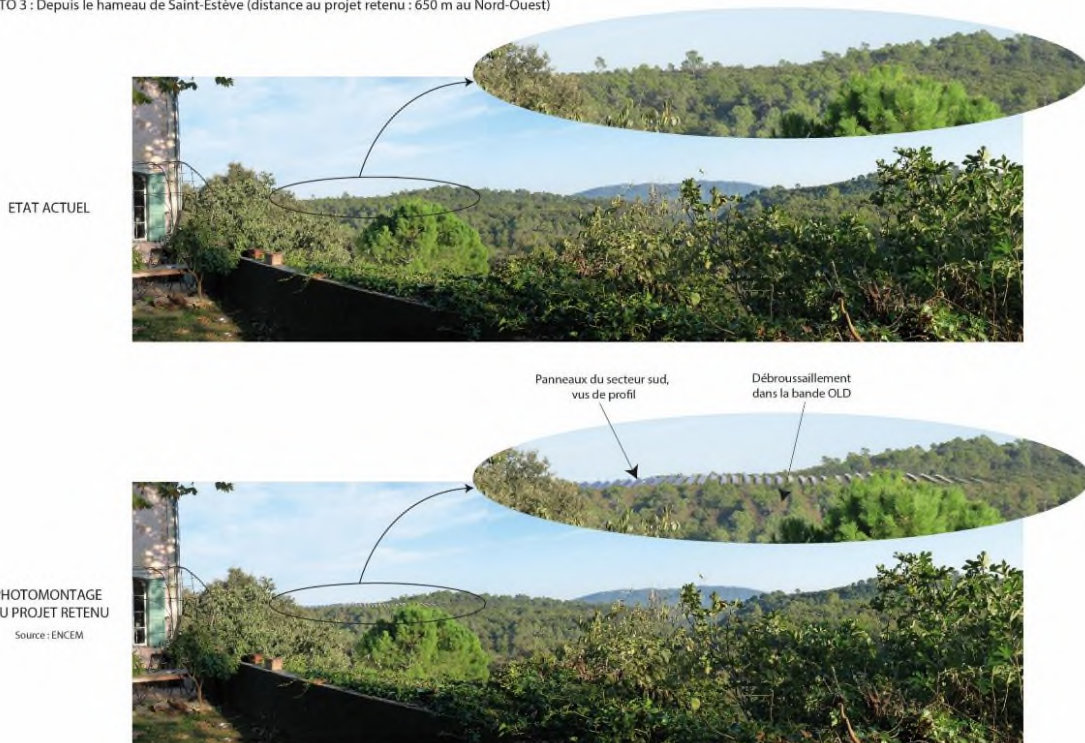 TO 3 : Depuis le hameau de Saint-Estève (distance au projet retenu : 650 m au Nord-Ouest)
ETAT ACTUEL
Panneaux du secteur sud,
vus de profil
Débroussaillement
dans la bande OLD
HOTOMONTAGE
U PROJET RETENU
Source : ENCEM